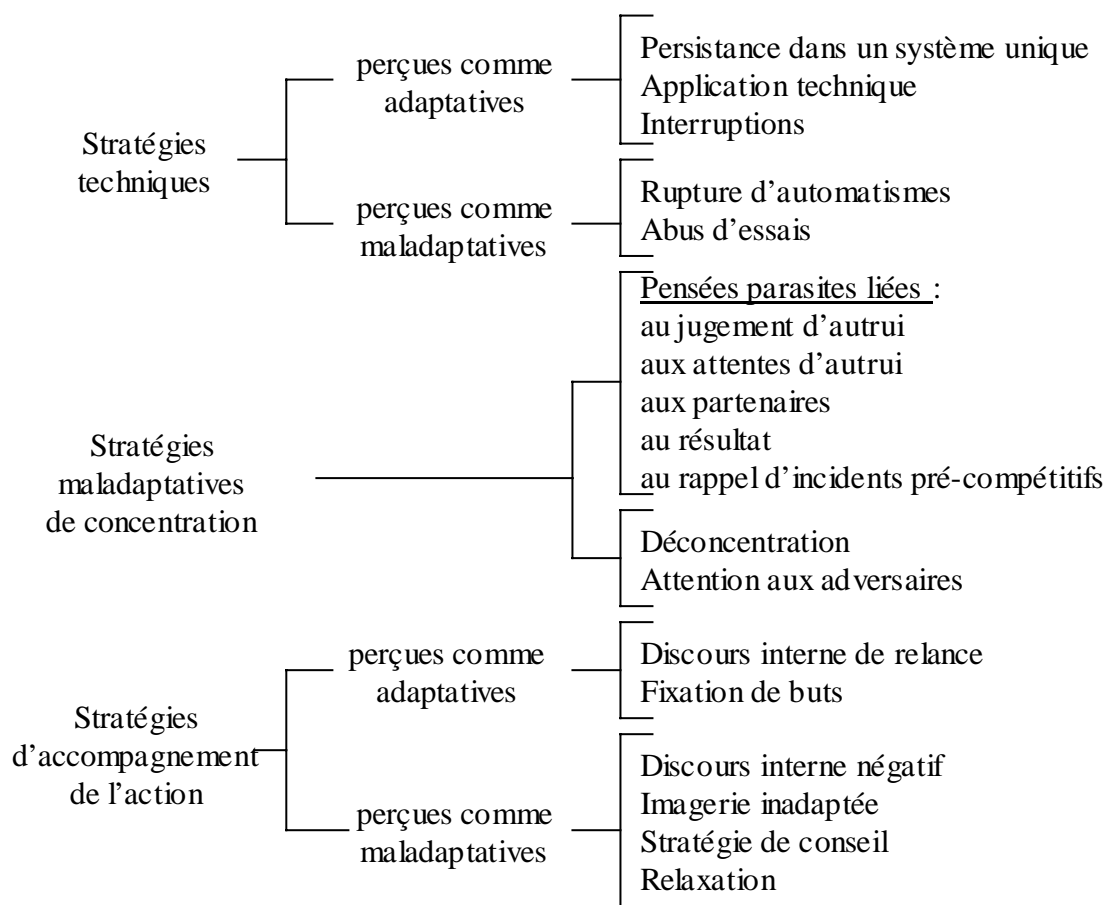 Stratégies
techniques
perçues comme
adaptatives
Persistance dans un système unique
Application technique
Interruptions
perçues comme
maladaptatives
Rupture d’automatismes
Abus d’essais
Stratégies
maladaptatives
de concentration
Pensées parasites liées :
au jugement d’autrui
aux attentes d’autrui
aux partenaires
au résultat
au rappel d’incidents pré-compétitifs
Déconcentration
Attention aux adversaires
Stratégies
d’accompagnement
de l’action
perçues comme
adaptatives
Discours interne de relance
Fixation de buts
perçues comme
maladaptatives
Discours interne négatif
Imagerie inadaptée
Stratégie de conseil
Relaxation